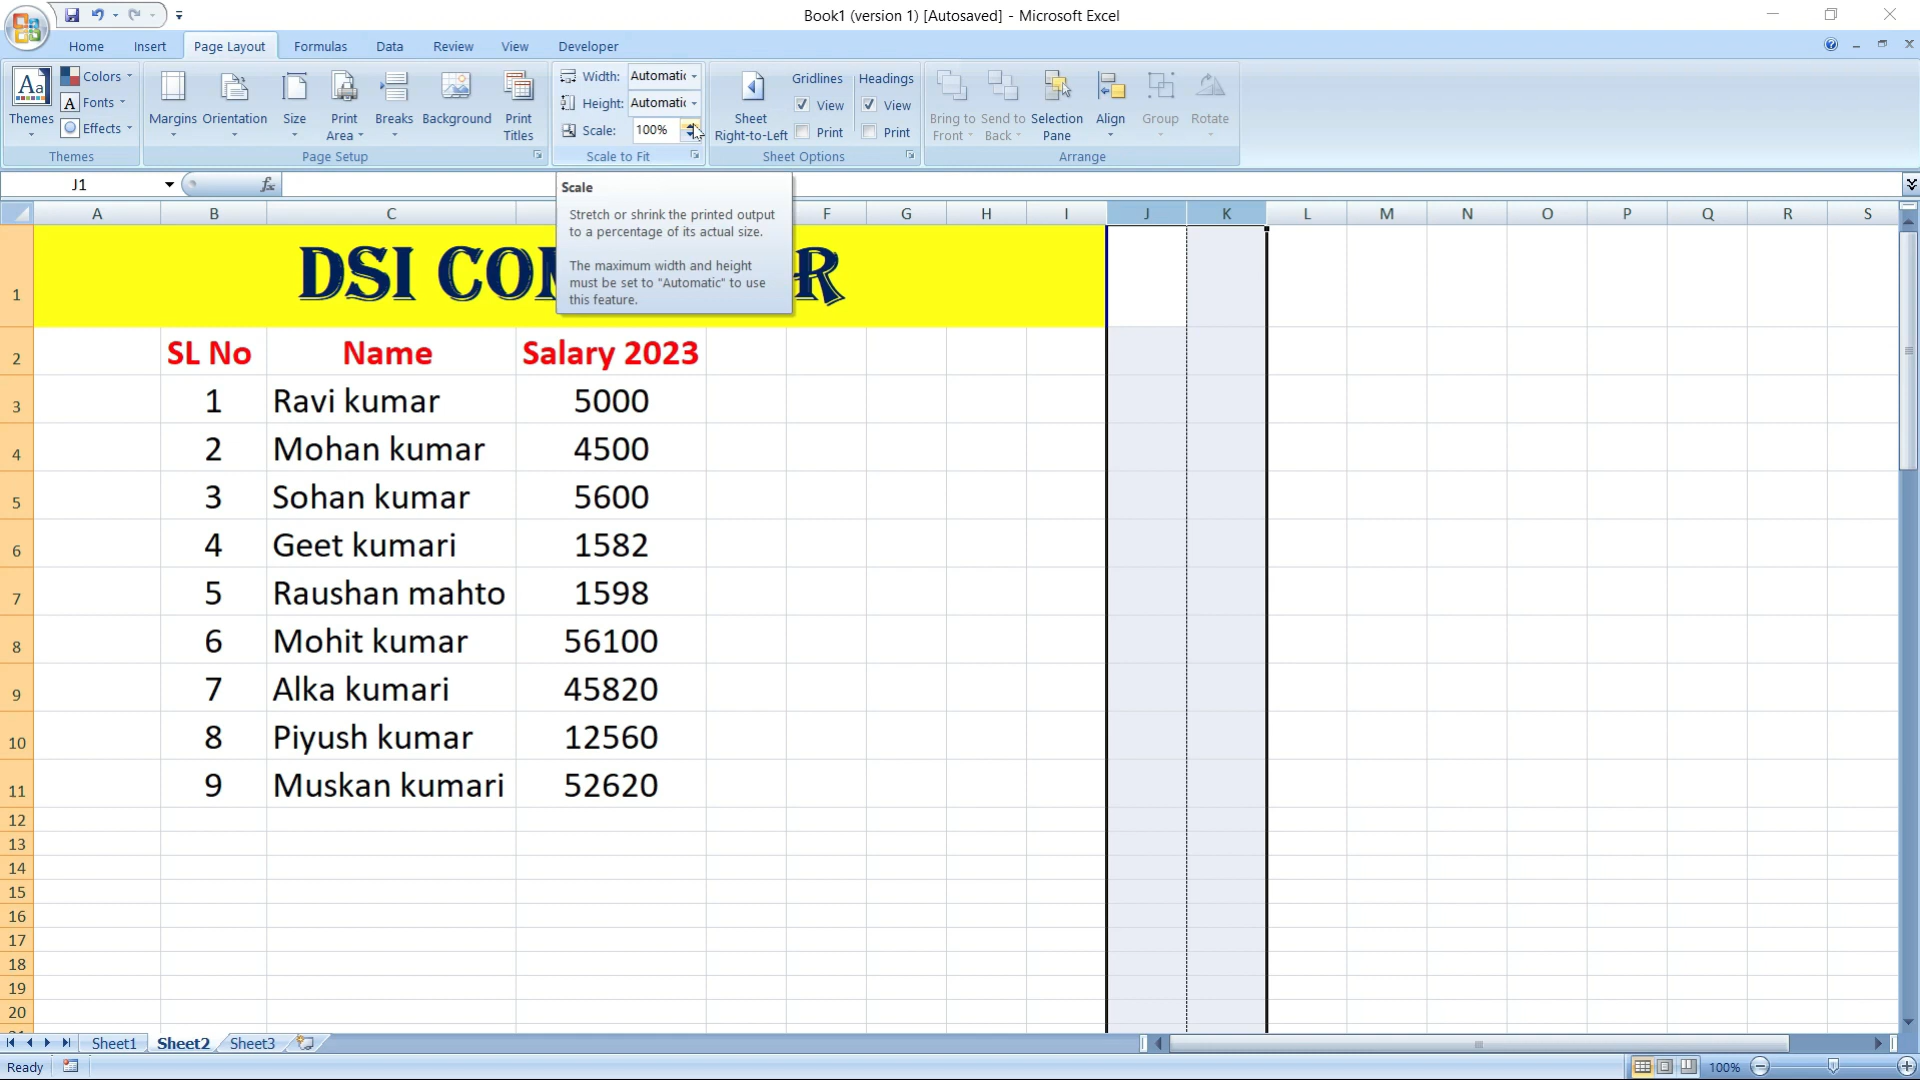 Book1 (version 1) [Autosaved] - Microsoft Excel
Home Insert Page Layout Formulas Data Review View Developer
Aa Themes
Colors
A Fonts
Effects
Themes
Margins Orientation Size Print Area Breaks Background Print Titles
Page Setup
Width: Automatic
Height: Automatic
Scale: 100%
Scale to Fit
Sheet Right-to-Left
Gridlines Headings
View View
Print Print
Sheet Options
Bring to Front Send to Back Selection Pane Align Group Rotate
Arrange
J1 fx
Scale
Stretch or shrink the printed output
to a percentage of its actual size.
The maximum width and height
must be set to "Automatic" to use
this feature.
A B C F G H I J K L M N O P Q R S
1 DSI R
2 SL No Name Salary 2023
3 1 Ravi kumar 5000
4 2 Mohan kumar 4500
5 3 Sohan kumar 5600
6 4 Geet kumari 1582
7 5 Raushan mahto 1598
8 6 Mohit kumar 56100
9 7 Alka kumari 45820
10 8 Piyush kumar 12560
11 9 Muskan kumari 52620
12
13
14
15
16
17
18
19
20
Sheet1 Sheet2 Sheet3
Ready 100%